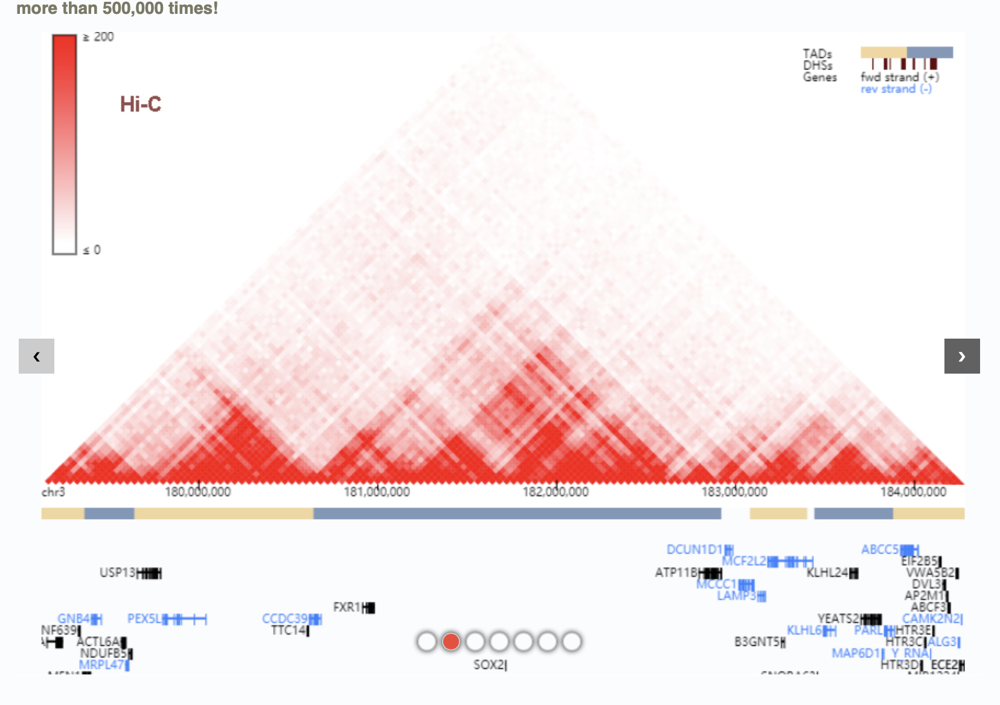 more than 500,000 times!
≥ 200
≤ 0
Hi-C
TADs
DHSs
Genes
fwd strand (+)
rev strand (-)
‹
›
chr3 180,000,000 181,000,000 182,000,000 183,000,000 184,000,000
DCUN1D1 ABCC5
MCF2L2 EIF2B5
USP13 ATP11B KLHL24 VWA5B2
MCCC1 DVL3
LAMP3 AP2M1
FXR1 ABCF3
GNB4 PEX5L CCDC39 YEATS2 CAMK2N2
NF639 TTC14 KLHL6 PARL HTR3E
ACTL6A B3GNT5 HTR3C ALG3
NDUFB5 MAP6D1 Y_RNA
MRPL47 SOX2 HTR3D ECE2